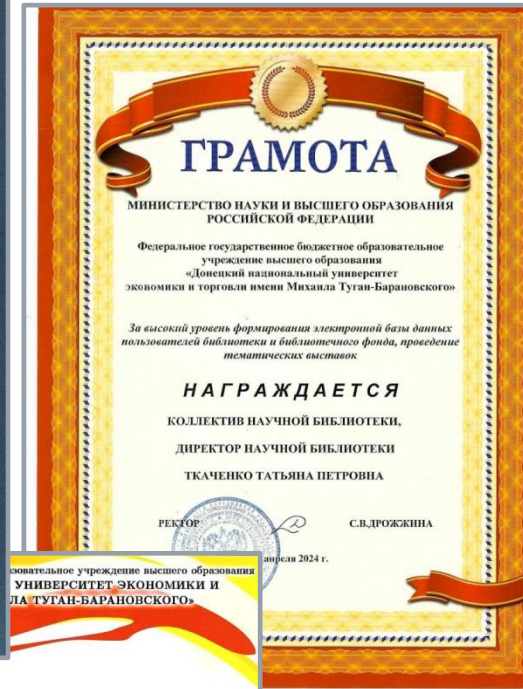 ГРАМОТА
МИНИСТЕРСТВО НАУКИ И ВЫСШЕГО ОБРАЗОВАНИЯ
РОССИЙСКОЙ ФЕДЕРАЦИИ
Федеральное государственное бюджетное образовательное
учреждение высшего образования
«Донецкий национальный университет
экономики и торговли имени Михаила Туган-Барановского»
За высокий уровень формирования электронной базы данных
пользователей библиотеки и библиотечного фонда, проведение
тематических выставок
НАГРАЖДАЕТСЯ
КОЛЛЕКТИВ НАУЧНОЙ БИБЛИОТЕКИ,
ДИРЕКТОР НАУЧНОЙ БИБЛИОТЕКИ
ТКАЧЕНКО ТАТЬЯНА ПЕТРОВНА
РЕКТОР С.В.ДРОЖЖИНА
апреля 2024 г.
зовательное учреждение высшего образования
УНИВЕРСИТЕТ ЭКОНОМИКИ И
ЛА ТУГАН-БАРАНОВСКОГО»